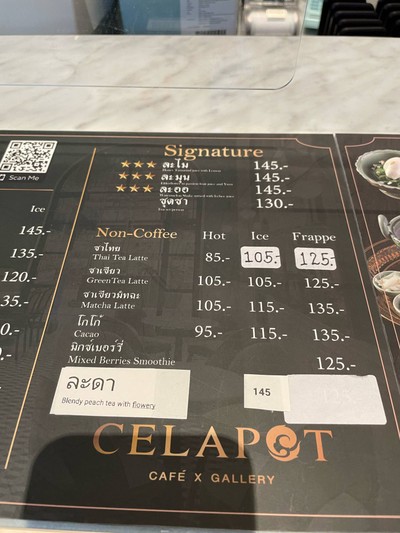 Scan Me
Ice
145.-
135.-
120.-
Signature
ละไม 145.-
ละมุน 145.-
ละออ 145.-
ชุดชา 130.-
Non-Coffee Hot Ice Frappe
ชาไทย
Thai Tea Latte 85.- 105.- 125.-
ชาเขียว
GreenTea Latte 105.- 105.- 125.-
ชาเขียวมัทฉะ
Matcha Latte 105.- 115.- 135.-
โกโก้
Cacao 95.- 115.- 135.-
มิกซ์เบอร์รี่
Mixed Berries Smoothie 125.-
ละดา
Blendy peach tea with flowery 145
CELAPOT
CAFÉ X GALLERY